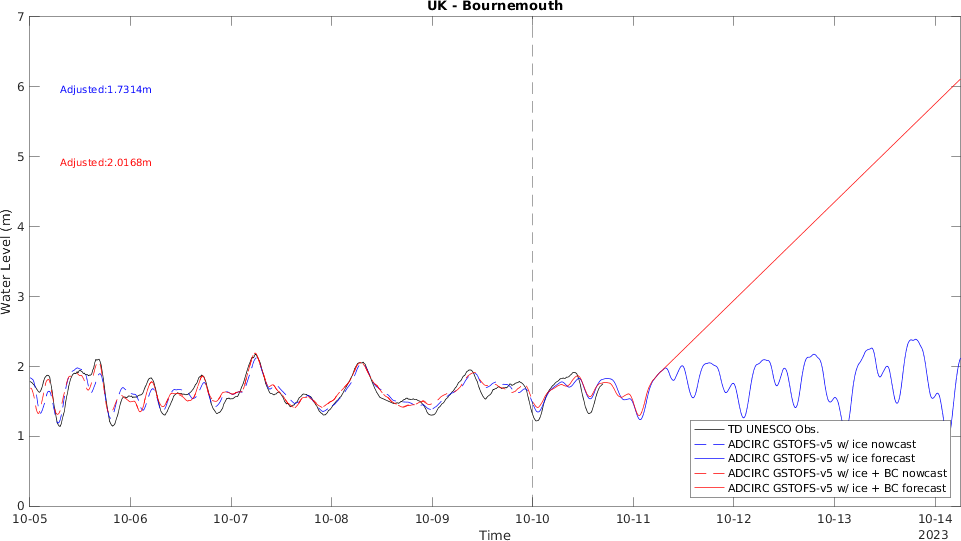 UK - Bournemouth
7
6
5
4
3
2
1
0
Water Level (m)
Adjusted:1.7314m
Adjusted:2.0168m
TD UNESCO Obs.
ADCIRC GSTOFS-v5 w/ ice nowcast
ADCIRC GSTOFS-v5 w/ ice forecast
ADCIRC GSTOFS-v5 w/ ice + BC nowcast
ADCIRC GSTOFS-v5 w/ ice + BC forecast
10-05 10-06 10-07 10-08 10-09 10-10 10-11 10-12 10-13 10-14
Time
2023